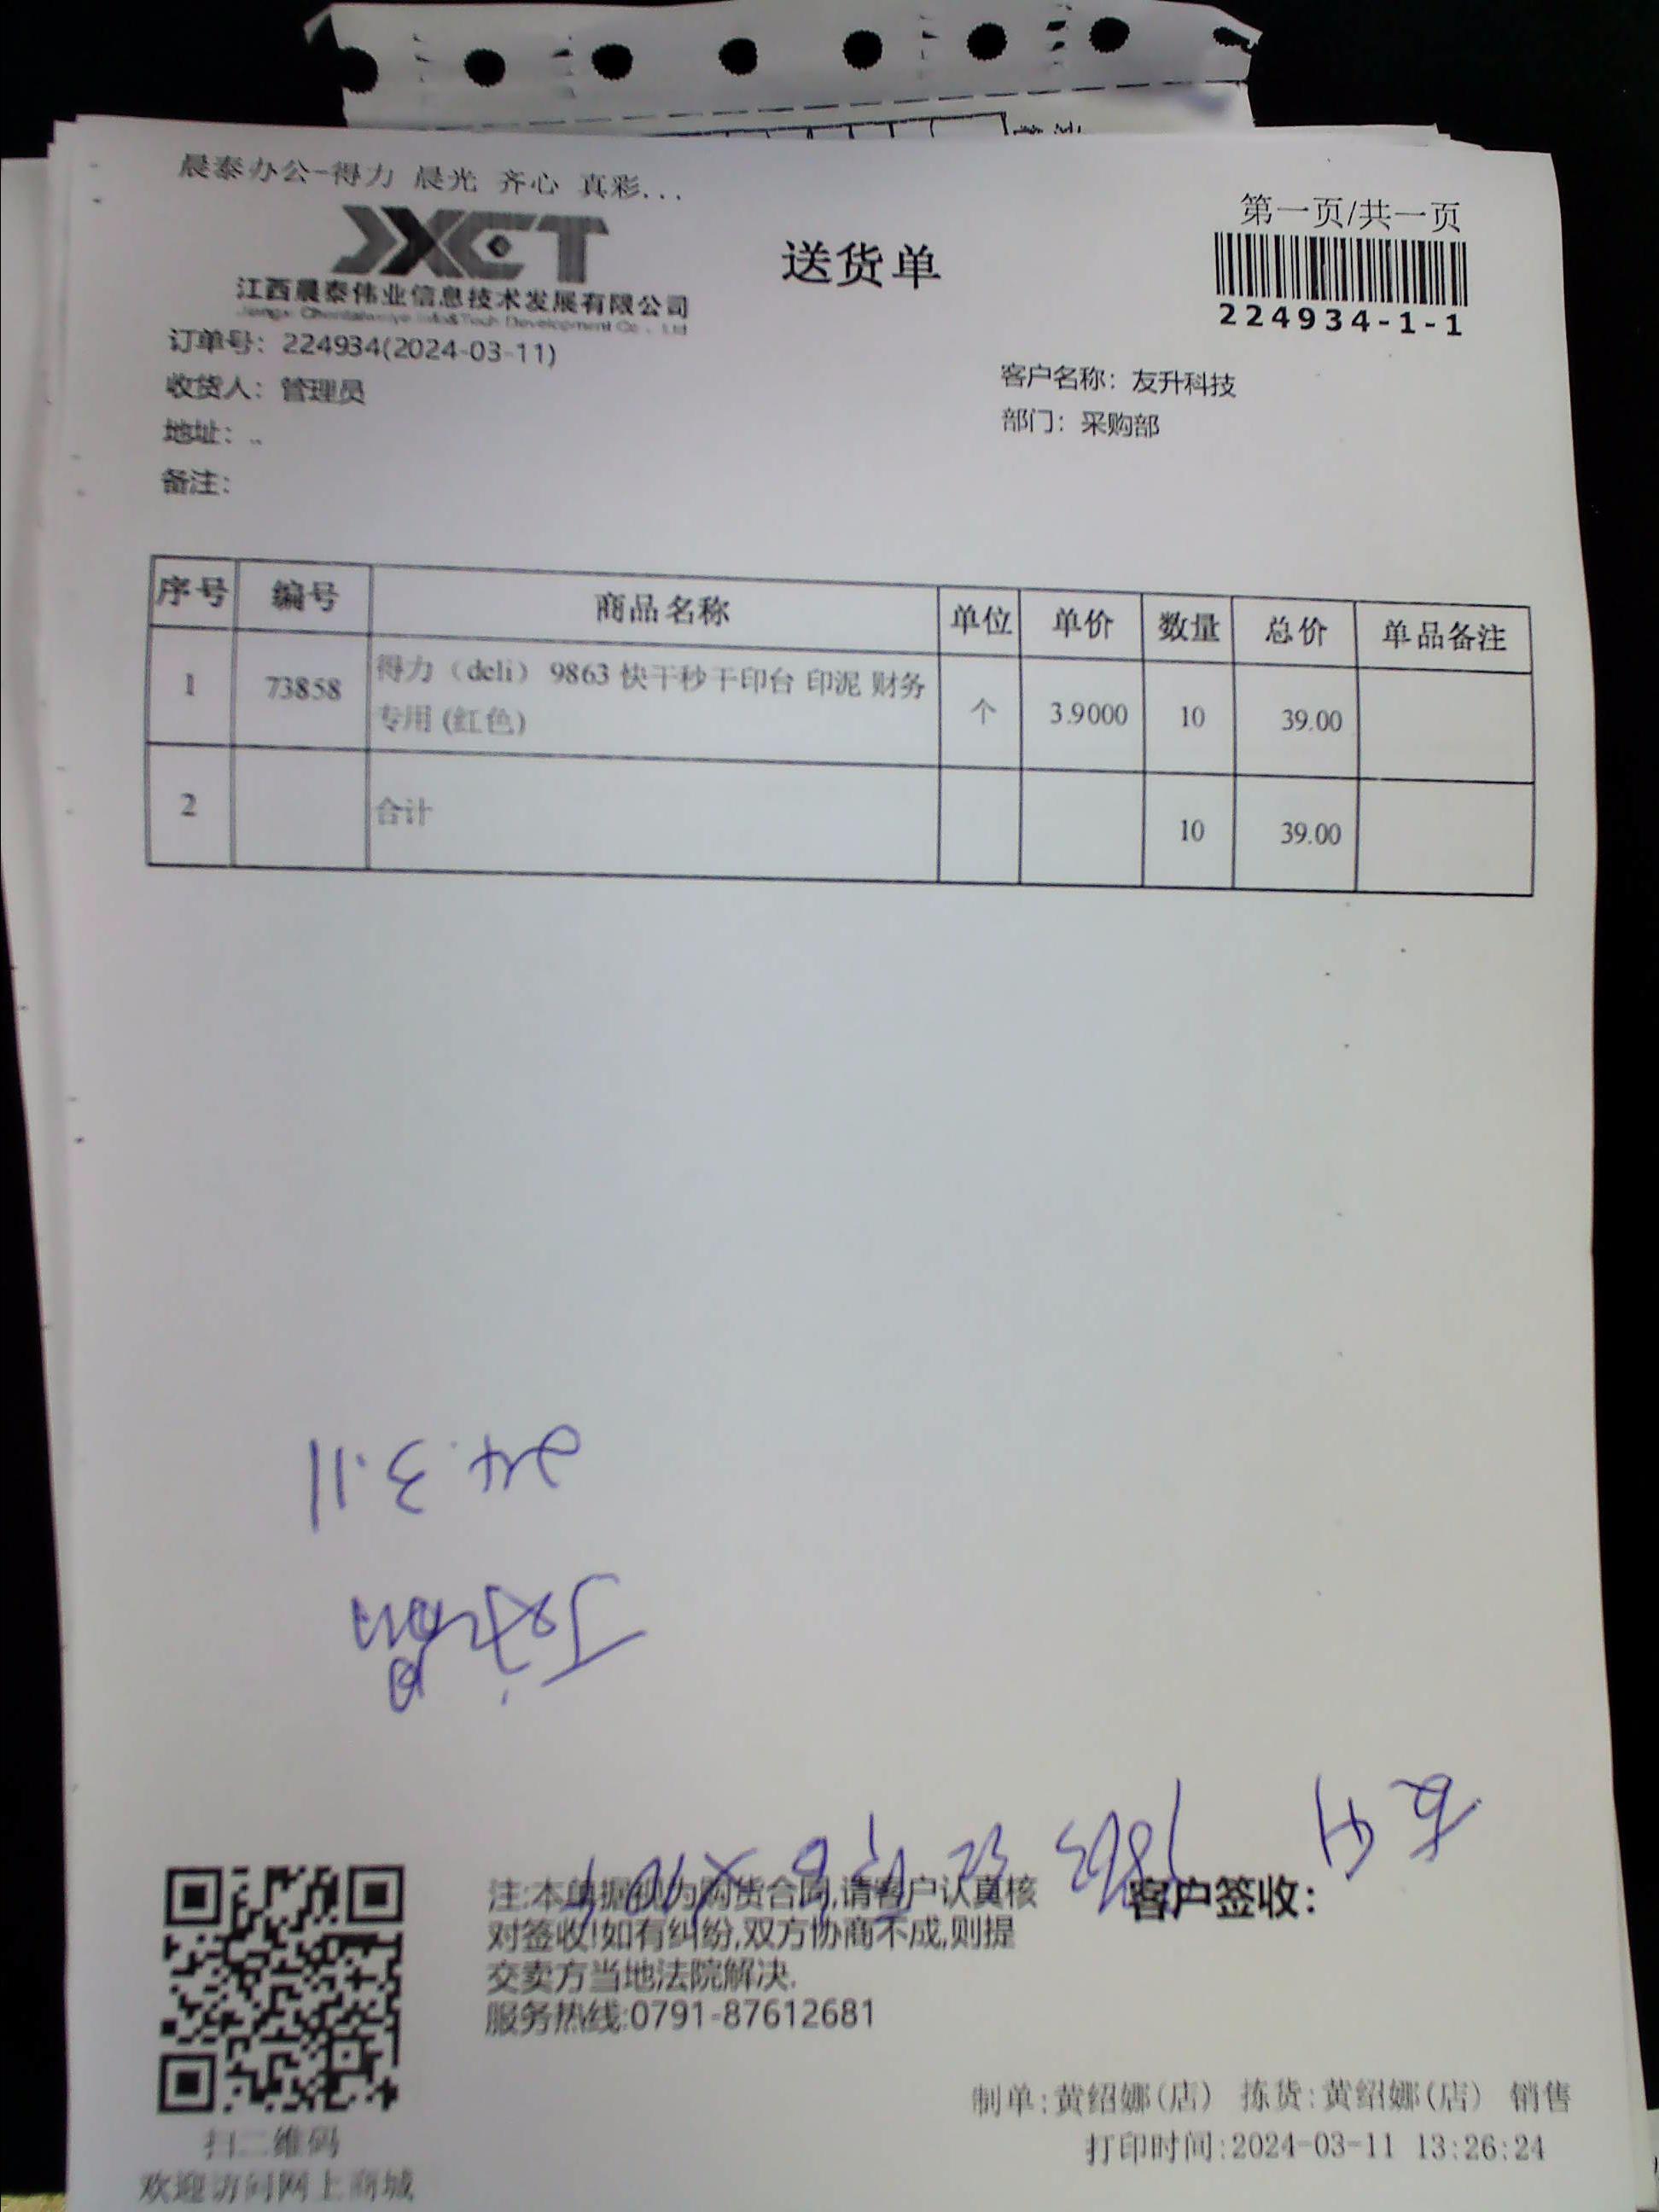 晨泰办公-得力 晨光 齐心 真彩...
JXCT
江西晨泰伟业信息技术发展有限公司
送货单
第一页/共一页
224934-1-1
订单号：224934(2024-03-11)
收货人：管理员
客户名称：友升科技
地址：..
部门：采购部
备注：
序号 编号 商品名称 单位 单价 数量 总价 单品备注
1 73858 得力（deli） 9863 快干秒干印台 印泥 财务
专用 (红色) 个 3.9000 10 39.00
2 合计 10 39.00
24.3.11
注:本单据视为购货合同,请客户认真核
对签收!如有纠纷,双方协商不成,则提
交卖方当地法院解决.
服务热线:0791-87612681
客户签收:
扫二维码
欢迎访问网上商城
制单:黄绍娜(店) 拣货:黄绍娜(店) 销售
打印时间:2024-03-11 13:26:24